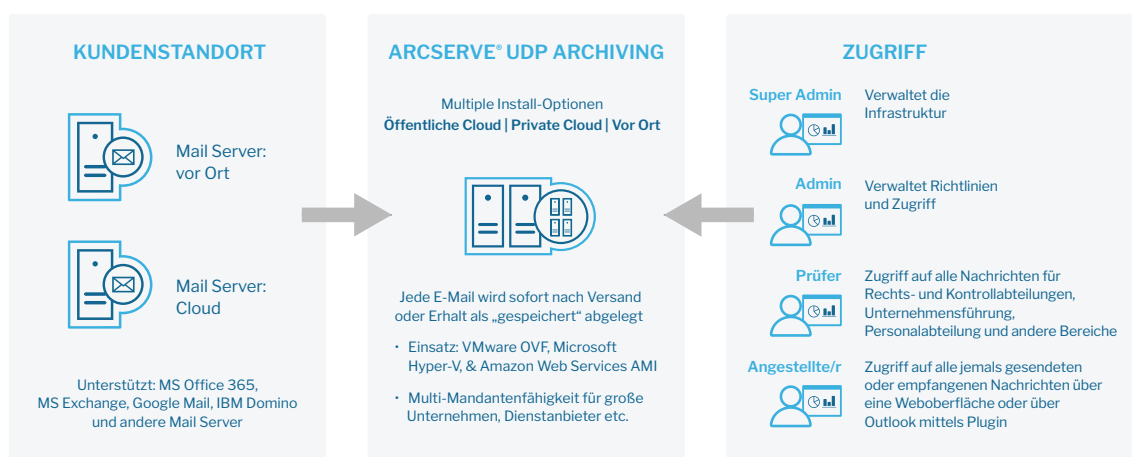 KUNDENSTANDORT
Mail Server:
vor Ort
Mail Server:
Cloud
Unterstützt: MS Office 365,
MS Exchange, Google Mail, IBM Domino
und andere Mail Server
ARCSERVE® UDP ARCHIVING
Multiple Install-Optionen
Öffentliche Cloud | Private Cloud | Vor Ort
Jede E-Mail wird sofort nach Versand
oder Erhalt als „gespeichert" abgelegt
• Einsatz: VMware OVF, Microsoft
Hyper-V, & Amazon Web Services AMI
• Multi-Mandantenfähigkeit für große
Unternehmen, Dienstanbieter etc.
ZUGRIFF
Super Admin
Verwaltet die
Infrastruktur
Admin
Verwaltet Richtlinien
und Zugriff
Prüfer
Zugriff auf alle Nachrichten für
Rechts- und Kontrollabteilungen,
Unternehmensführung,
Personalabteilung und andere Bereiche
Angestellte/r
Zugriff auf alle jemals gesendeten
oder empfangenen Nachrichten über
eine Weboberfläche oder über
Outlook mittels Plugin